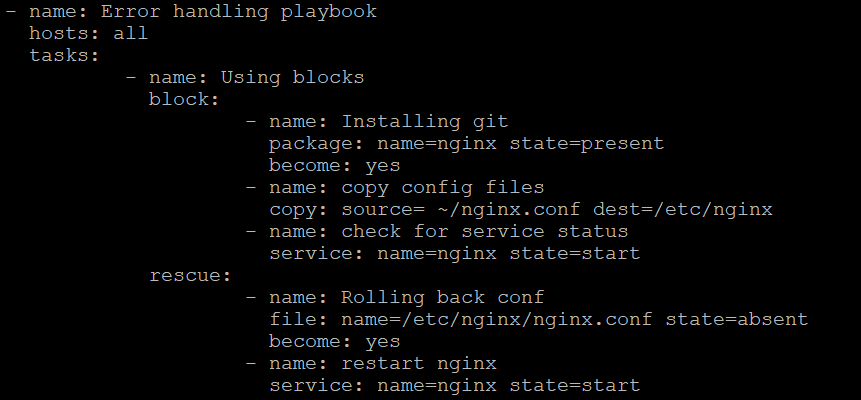 - name: Error handling playbook
  hosts: all
  tasks:
          - name: Using blocks
            block:
                    - name: Installing git
                      package: name=nginx state=present
                      become: yes
                    - name: copy config files
                      copy: source= ~/nginx.conf dest=/etc/nginx
                    - name: check for service status
                      service: name=nginx state=start
            rescue:
                    - name: Rolling back conf
                      file: name=/etc/nginx/nginx.conf state=absent
                      become: yes
                    - name: restart nginx
                      service: name=nginx state=start